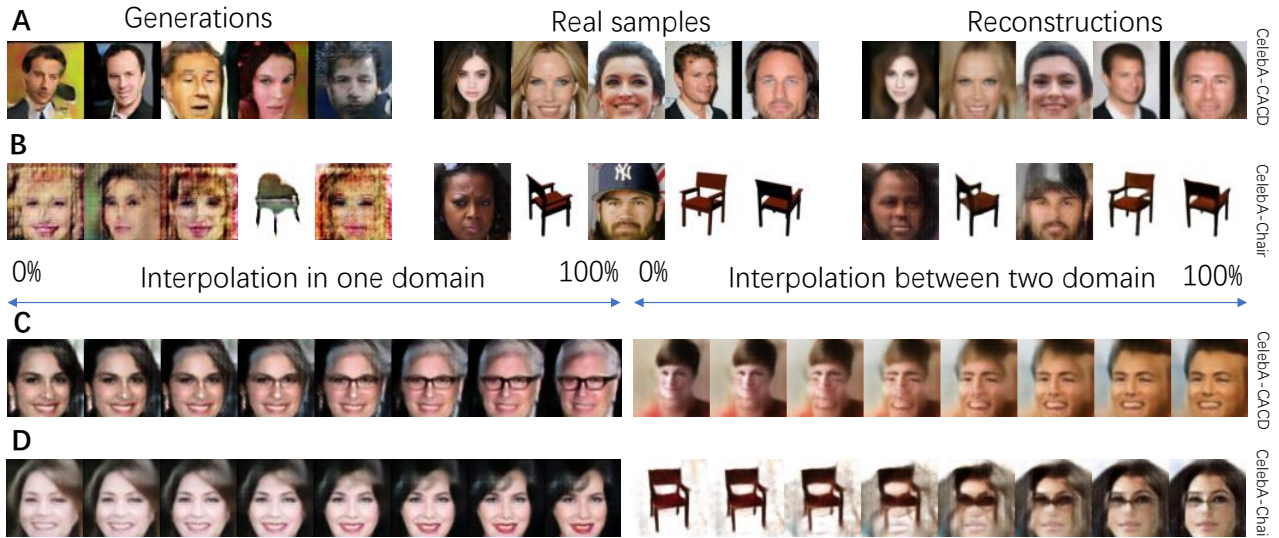 A Generations Real samples Reconstructions
CelebA-CACD
B
NY
CelebA-Chair
0% Interpolation in one domain 100% 0% Interpolation between two domain 100%
C
CelebA-CACD
D
CelebA-Chai